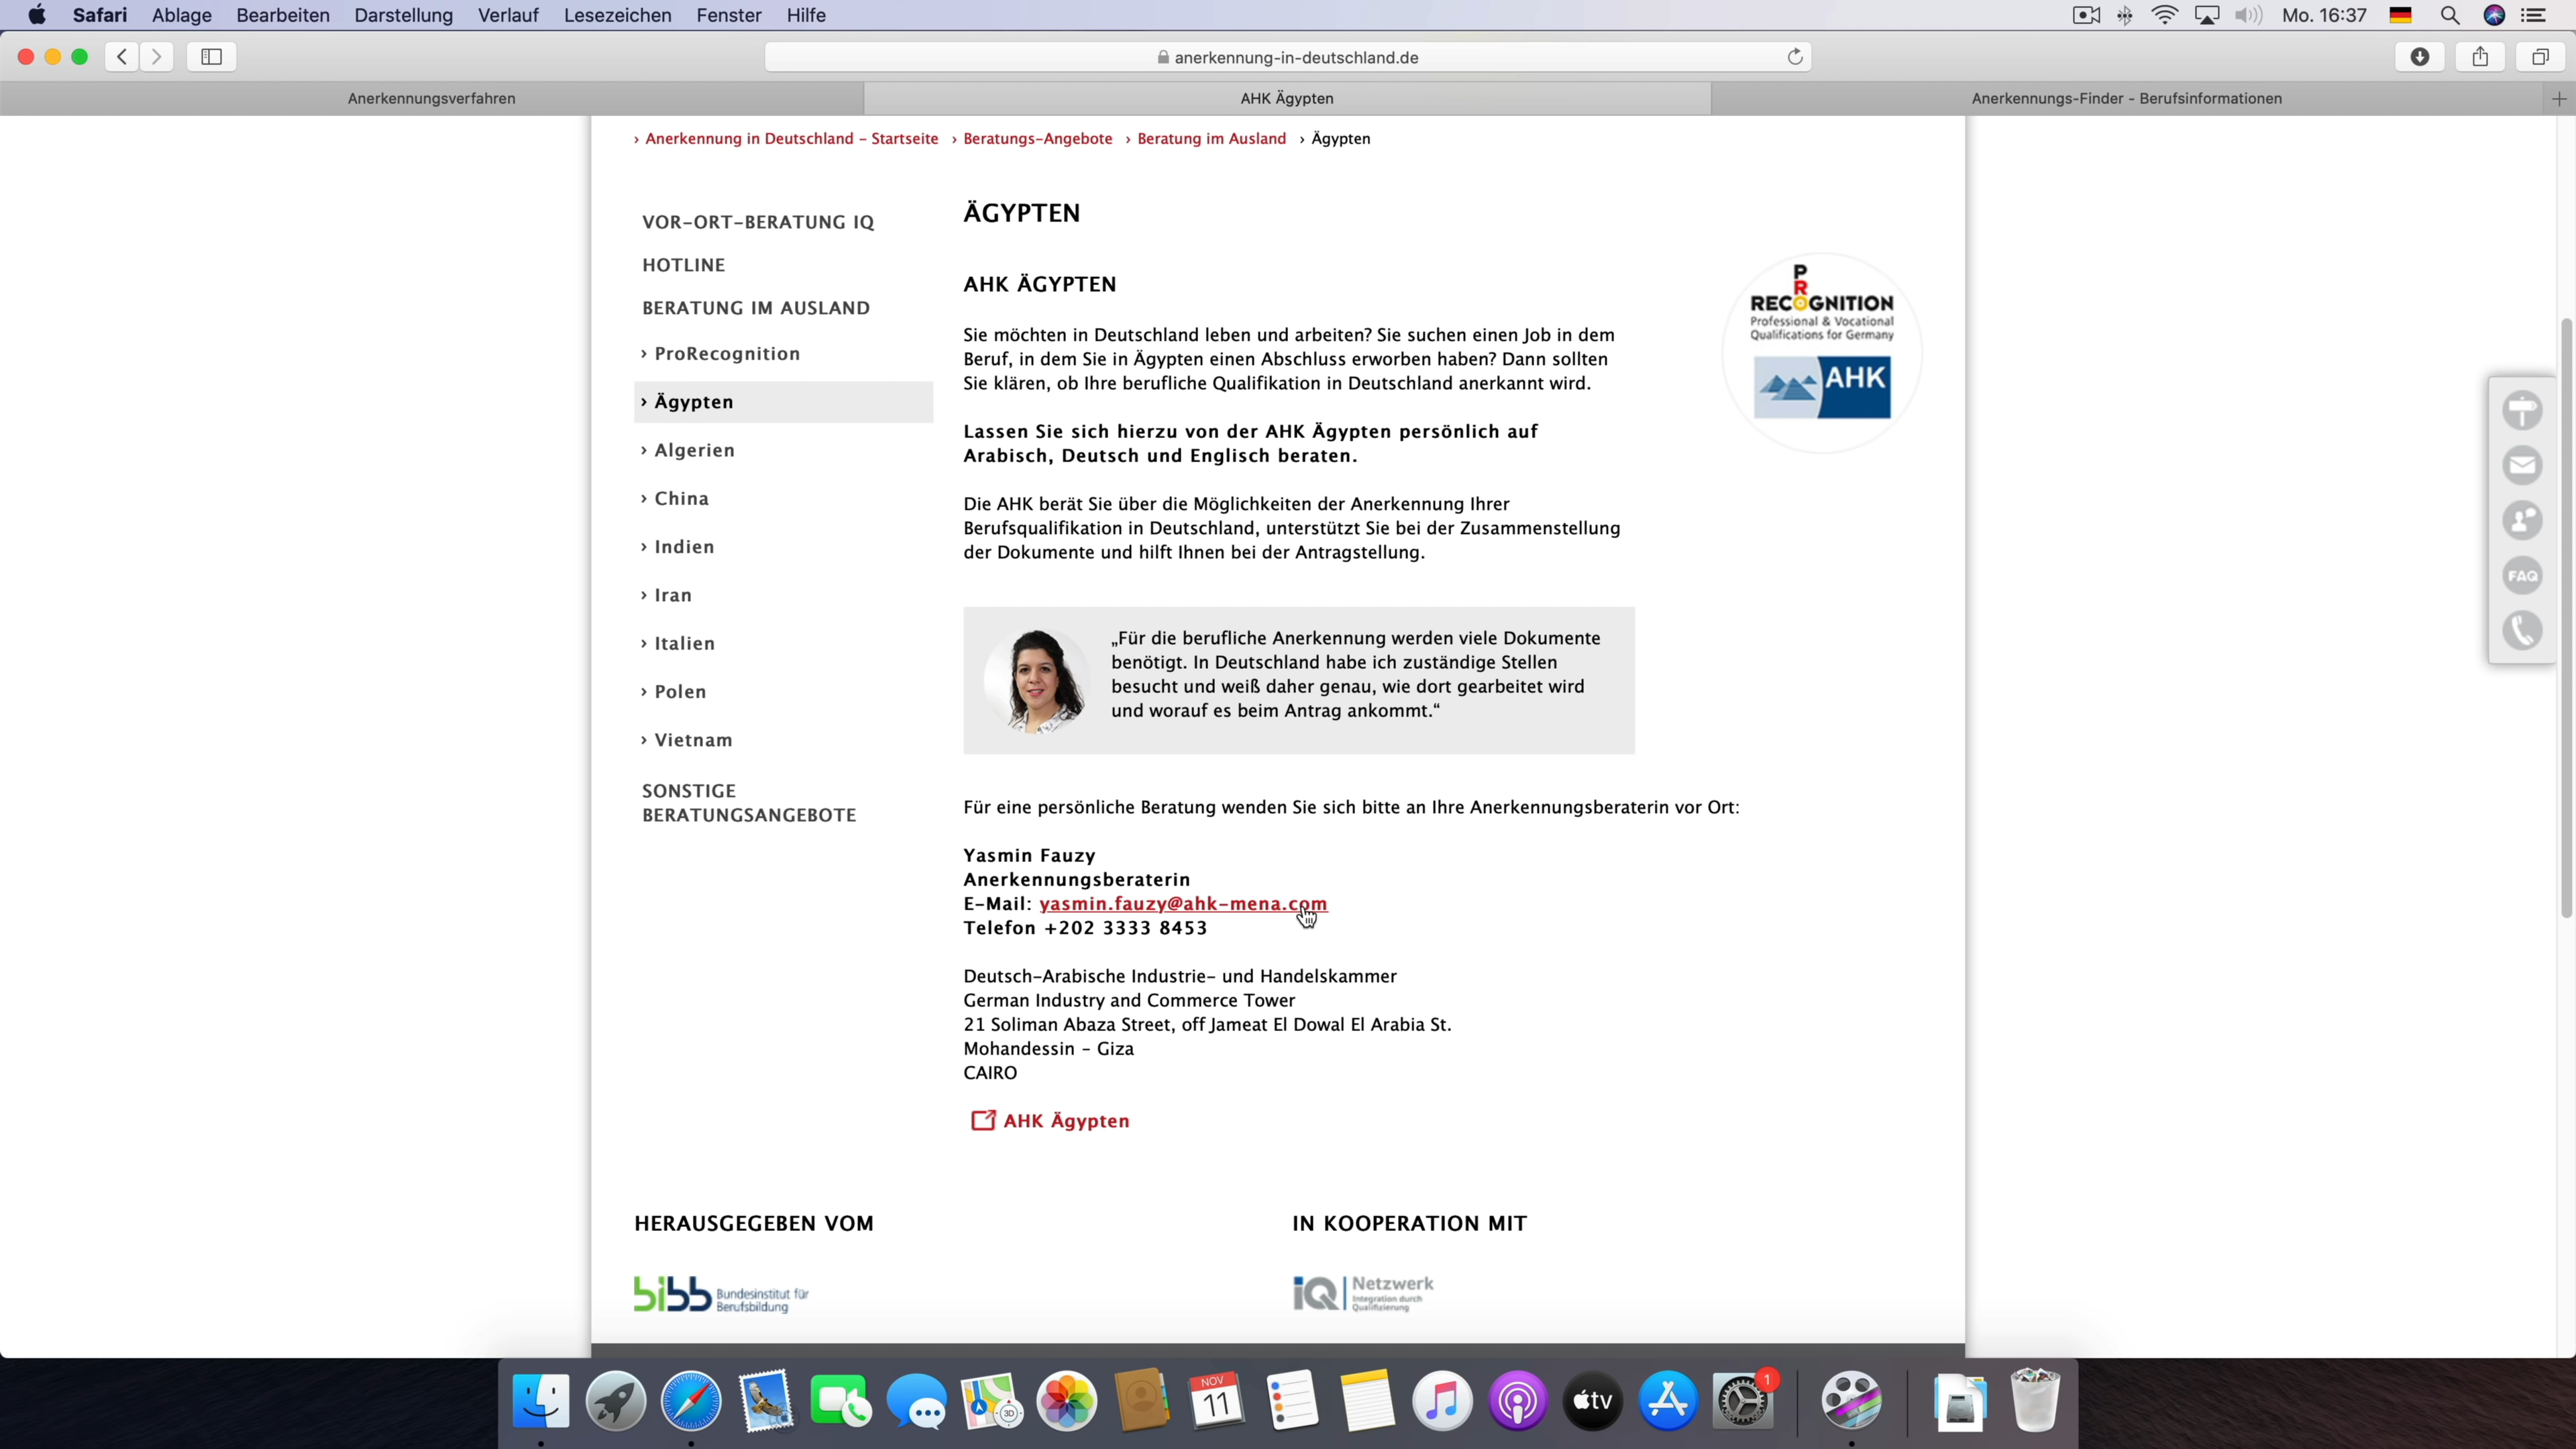 Safari Ablage Bearbeiten Darstellung Verlauf Lesezeichen Fenster Hilfe Mo. 16:37
anerkennung-in-deutschland.de
Anerkennungsverfahren AHK Ägypten Anerkennungs-Finder - Berufsinformationen
› Anerkennung in Deutschland – Startseite › Beratungs-Angebote › Beratung im Ausland › Ägypten
VOR-ORT-BERATUNG IQ
HOTLINE
BERATUNG IM AUSLAND
› ProRecognition
› Ägypten
› Algerien
› China
› Indien
› Iran
› Italien
› Polen
› Vietnam
SONSTIGE
BERATUNGSANGEBOTE
ÄGYPTEN
AHK ÄGYPTEN
Sie möchten in Deutschland leben und arbeiten? Sie suchen einen Job in dem
Beruf, in dem Sie in Ägypten einen Abschluss erworben haben? Dann sollten
Sie klären, ob Ihre berufliche Qualifikation in Deutschland anerkannt wird.
Lassen Sie sich hierzu von der AHK Ägypten persönlich auf
Arabisch, Deutsch und Englisch beraten.
Die AHK berät Sie über die Möglichkeiten der Anerkennung Ihrer
Berufsqualifikation in Deutschland, unterstützt Sie bei der Zusammenstellung
der Dokumente und hilft Ihnen bei der Antragstellung.
„Für die berufliche Anerkennung werden viele Dokumente
benötigt. In Deutschland habe ich zuständige Stellen
besucht und weiß daher genau, wie dort gearbeitet wird
und worauf es beim Antrag ankommt.“
Für eine persönliche Beratung wenden Sie sich bitte an Ihre Anerkennungsberaterin vor Ort:
Yasmin Fauzy
Anerkennungsberaterin
E-Mail: yasmin.fauzy@ahk-mena.com
Telefon +202 3333 8453
Deutsch-Arabische Industrie- und Handelskammer
German Industry and Commerce Tower
21 Soliman Abaza Street, off Jameat El Dowal El Arabia St.
Mohandessin – Giza
CAIRO
AHK Ägypten
P
R
RECOGNITION
Professional & Vocational
Qualifications for Germany
AHK
FAQ
HERAUSGEGEBEN VOM
bibb Bundesinstitut für
Berufsbildung
IN KOOPERATION MIT
iQ Netzwerk
Integration durch
Qualifizierung
3D
NOV
11
tv
1